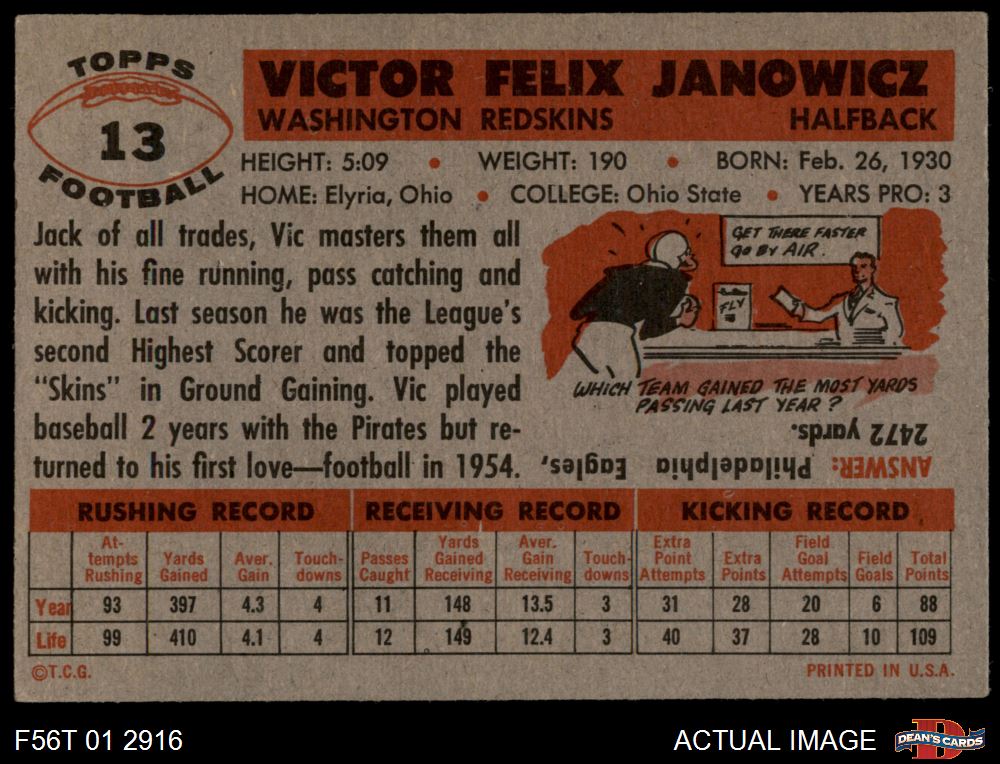 TOPPS
13
FOOTBALL
VICTOR FELIX JANOWICZ
WASHINGTON REDSKINS HALFBACK
HEIGHT: 5:09 • WEIGHT: 190 • BORN: Feb. 26, 1930
HOME: Elyria, Ohio • COLLEGE: Ohio State • YEARS PRO: 3
Jack of all trades, Vic masters them all
with his fine running, pass catching and
kicking. Last season he was the League's
second Highest Scorer and topped the
"Skins" in Ground Gaining. Vic played
baseball 2 years with the Pirates but re-
turned to his first love—football in 1954.
GET THERE FASTER
GO BY AIR.
FLY
WHICH TEAM GAINED THE MOST YARDS
PASSING LAST YEAR?
ANSWER: Philadelphia Eagles,
2472 yards.
RUSHING RECORD RECEIVING RECORD KICKING RECORD
At-tempts Rushing Yards Gained Aver. Gain Touch-downs Passes Caught Yards Gained Receiving Aver. Gain Receiving Touch-downs Extra Point Attempts Extra Points Field Goal Attempts Field Goals Total Points
Year 93 397 4.3 4 11 148 13.5 3 31 28 20 6 88
Life 99 410 4.1 4 12 149 12.4 3 40 37 28 10 109
©T.C.G. PRINTED IN U.S.A.
F56T 01 2916 ACTUAL IMAGE DEAN'S CARDS